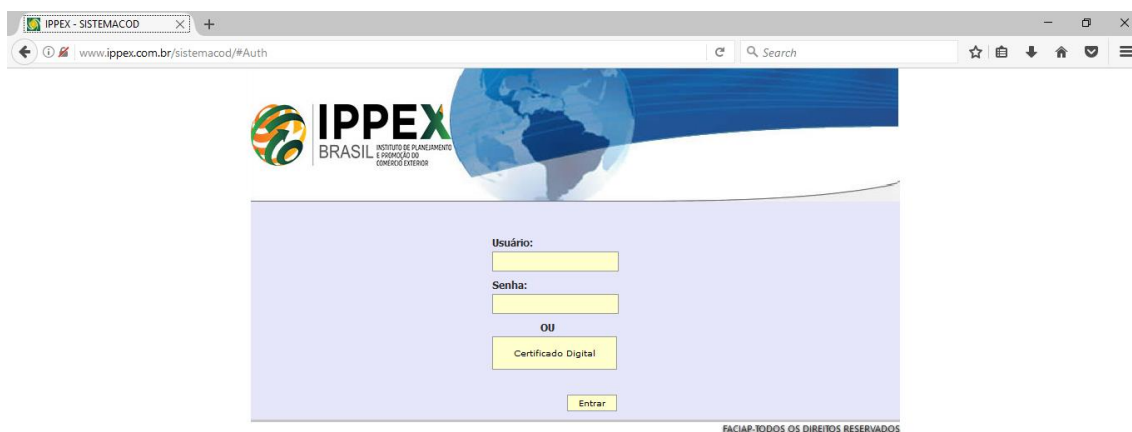 IPPEX - SISTEMACOD
www.ippex.com.br/sistemacod/#Auth
Search
IPPEX
BRASIL
INSTITUTO DE PLANEJAMENTO
E PROMOÇÃO DO
COMÉRCIO EXTERIOR
Usuário:
Senha:
OU
Certificado Digital
Entrar
FACIAP-TODOS OS DIREITOS RESERVADOS